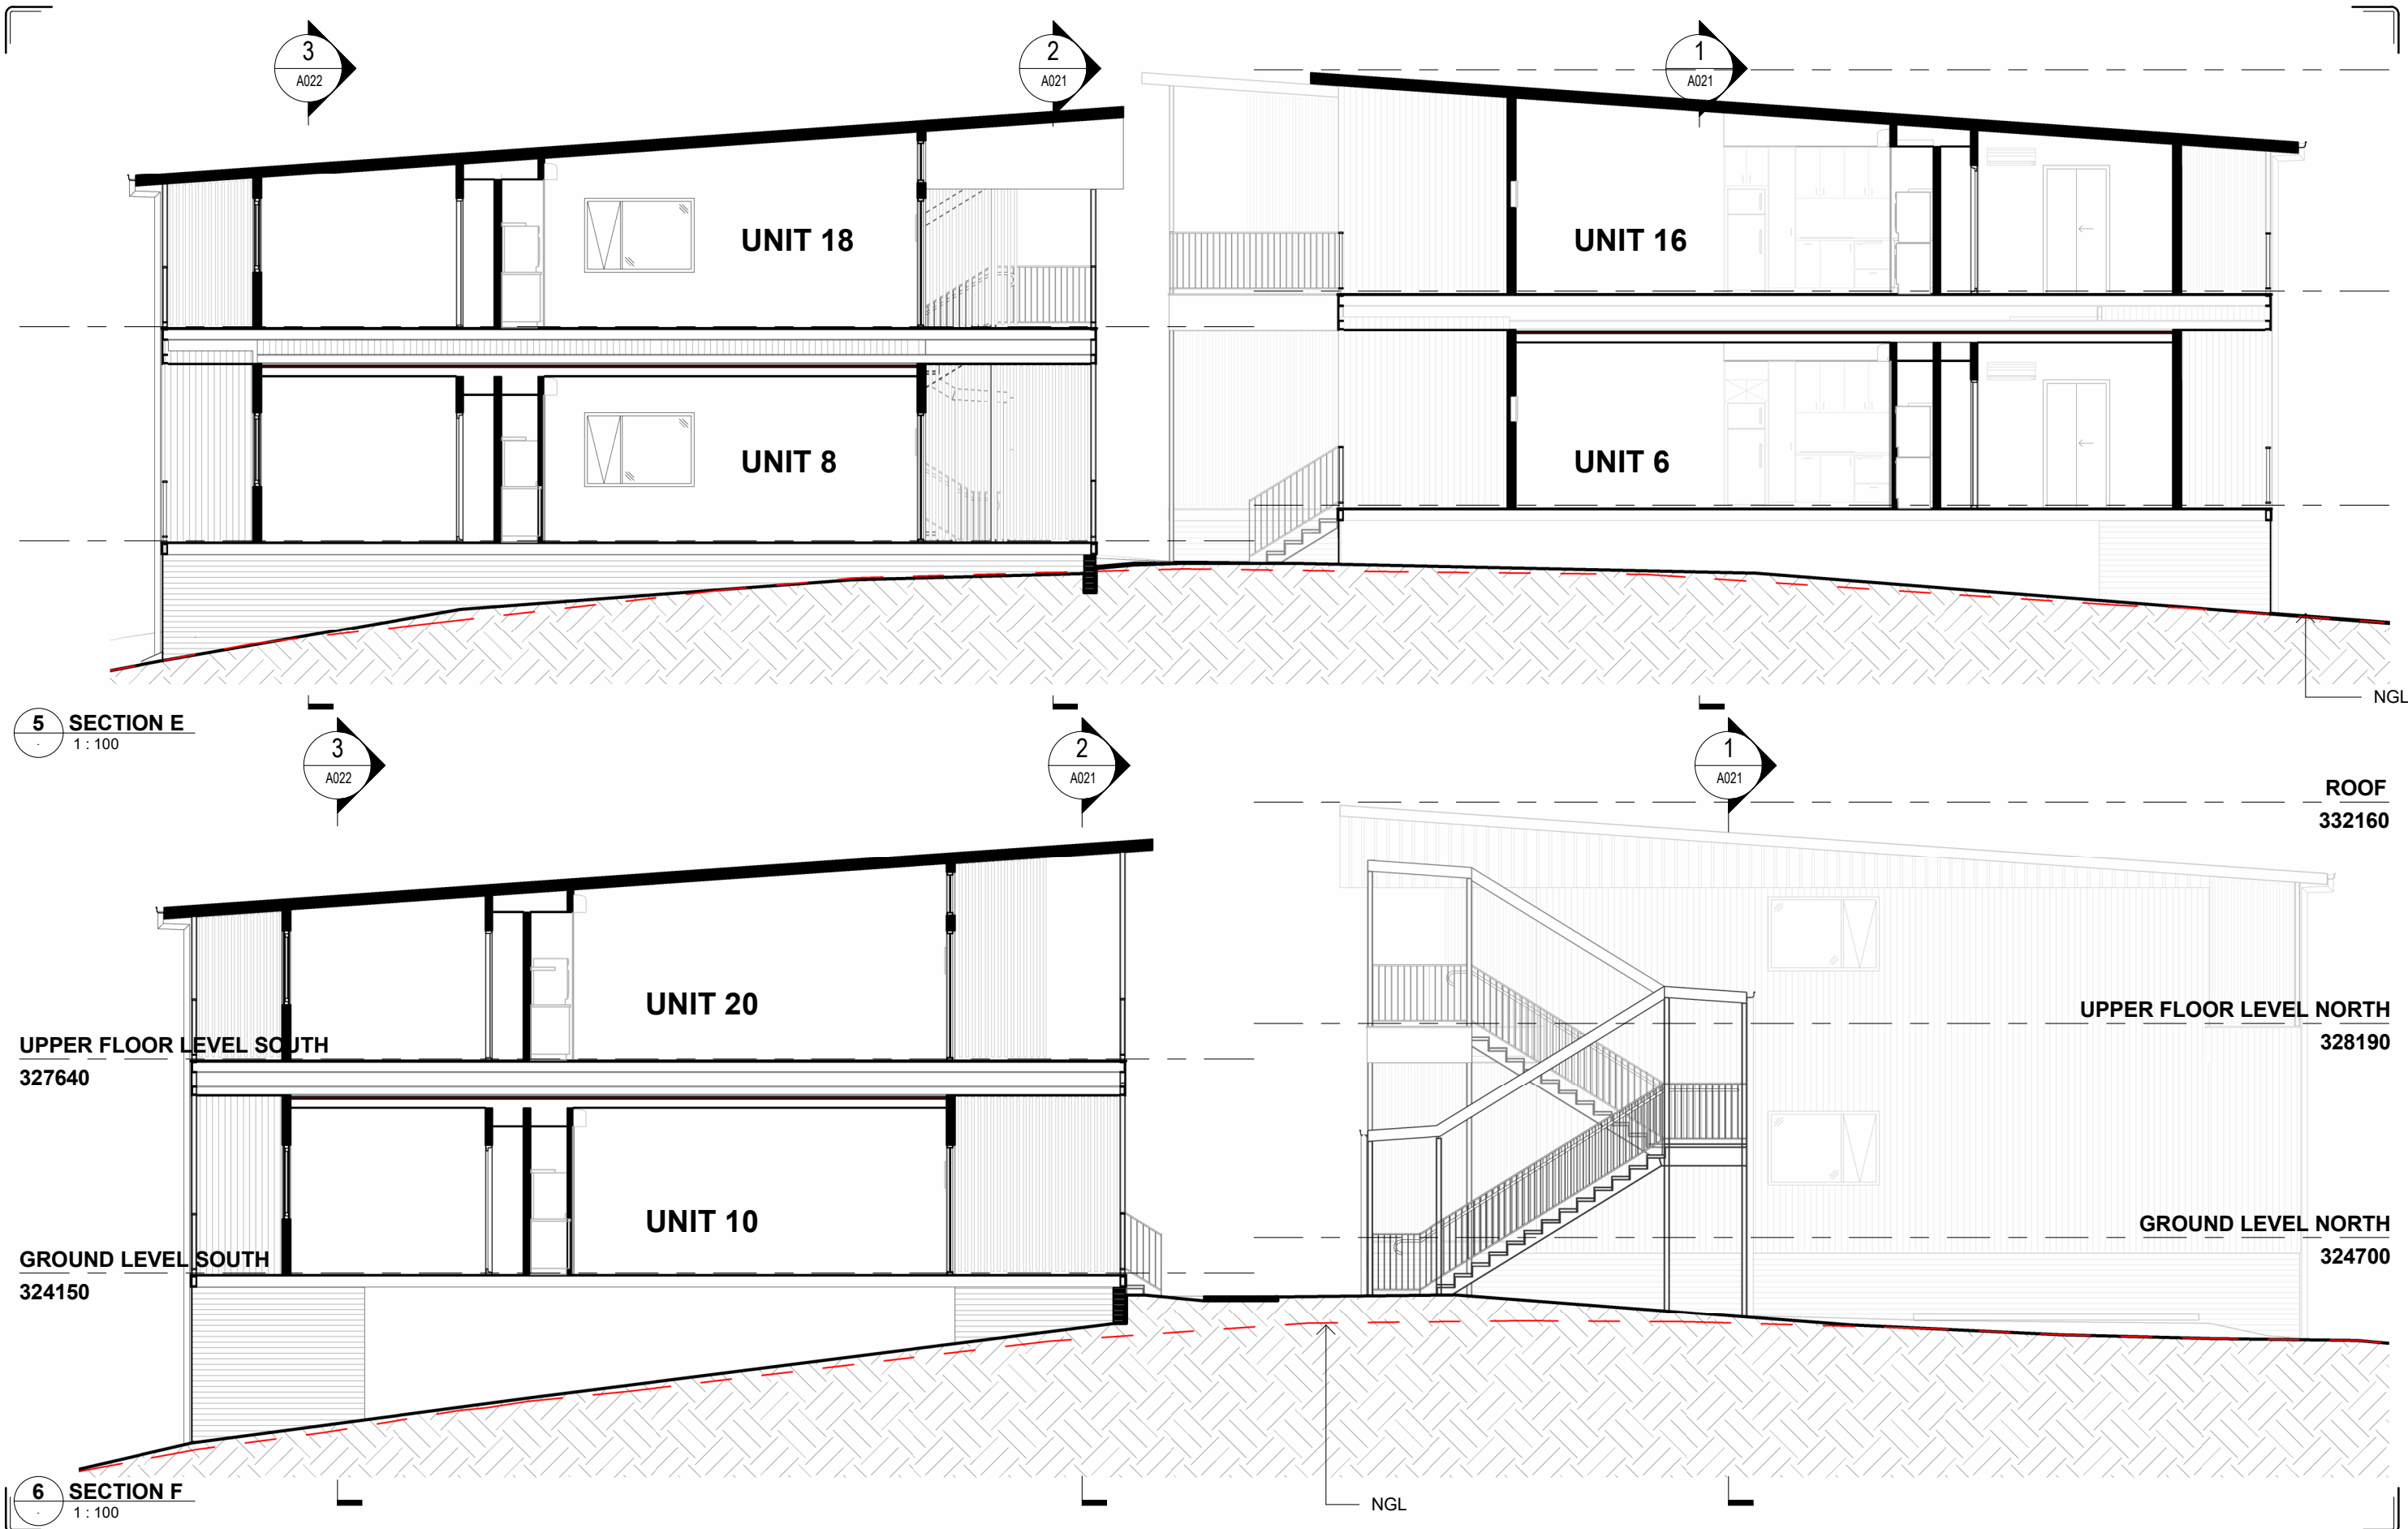 3
A022
2
A021
1
A021
UNIT 18
UNIT 16
UNIT 8
UNIT 6
NGL
5 SECTION E
- 1 : 100
3
A022
2
A021
1
A021
ROOF
332160
UNIT 20
UPPER FLOOR LEVEL NORTH
328190
UPPER FLOOR LEVEL SOUTH
327640
UNIT 10
GROUND LEVEL NORTH
324700
GROUND LEVEL SOUTH
324150
6 SECTION F
- 1 : 100
NGL